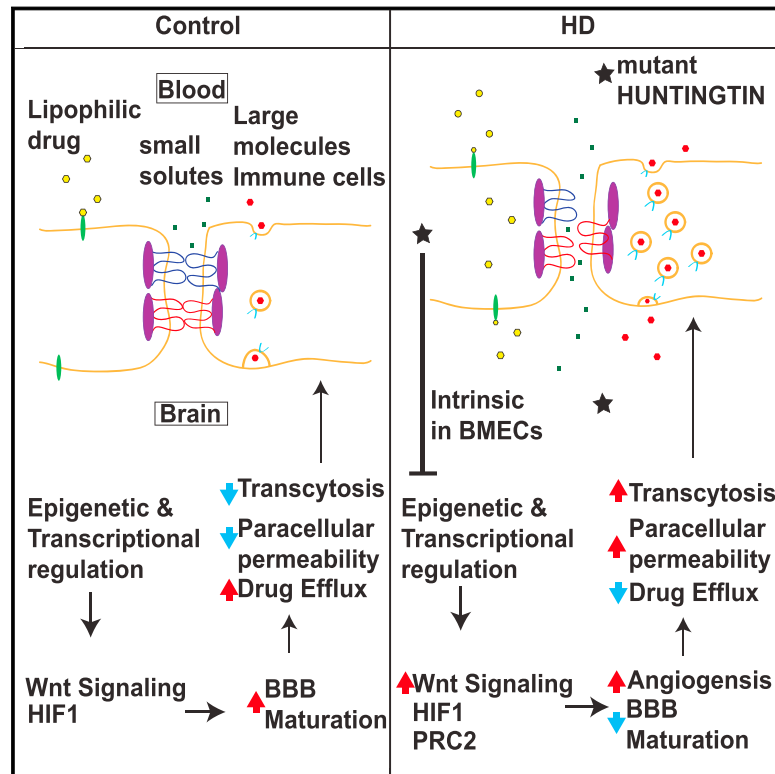 Control
HD
Blood
Lipophilic
drug
small
solutes
Large
molecules
Immune cells
Brain
Epigenetic &
Transcriptional
regulation
Wnt Signaling
HIF1
BBB
Maturation
Transcytosis
Paracellular
permeability
Drug Efflux
mutant
HUNTINGTIN
Intrinsic
in BMECs
Epigenetic &
Transcriptional
regulation
Wnt Signaling
HIF1
PRC2
Angiogensis
BBB
Maturation
Transcytosis
Paracellular
permeability
Drug Efflux